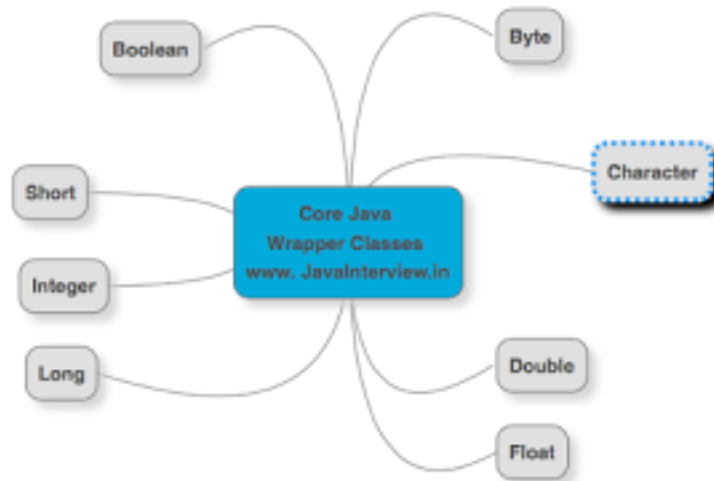 Boolean
Byte
Character
Short
Core Java
Wrapper Classes
www. JavaInterview.in
Integer
Long
Double
Float